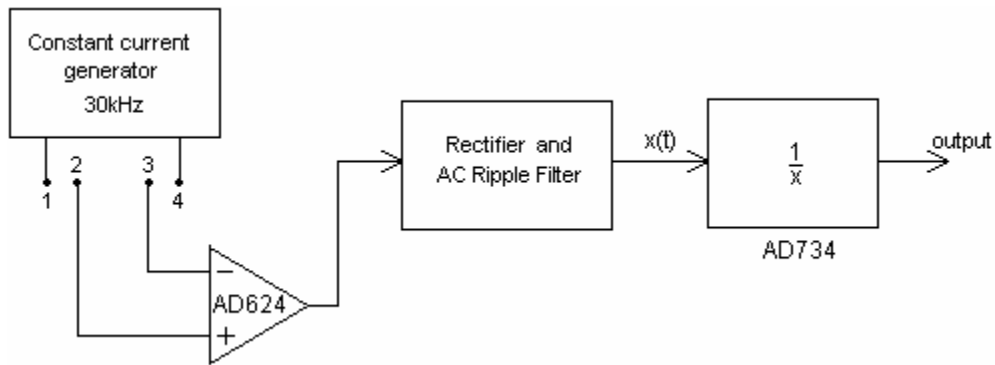 Constant current
generator
30kHz
1
2
3
4
−
AD624
+
Rectifier and
AC Ripple Filter
x(t)
1
x
AD734
output